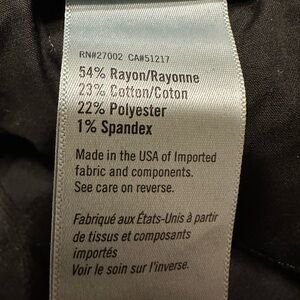 RN#27002 CA#51217
54% Rayon/Rayonne
23% Cotton/Coton
22% Polyester
1% Spandex
Made in the USA of Imported
fabric and components.
See care on reverse.
Fabriqué aux États-Unis à partir
de tissus et composants
importés
Voir le soin sur l'inverse.